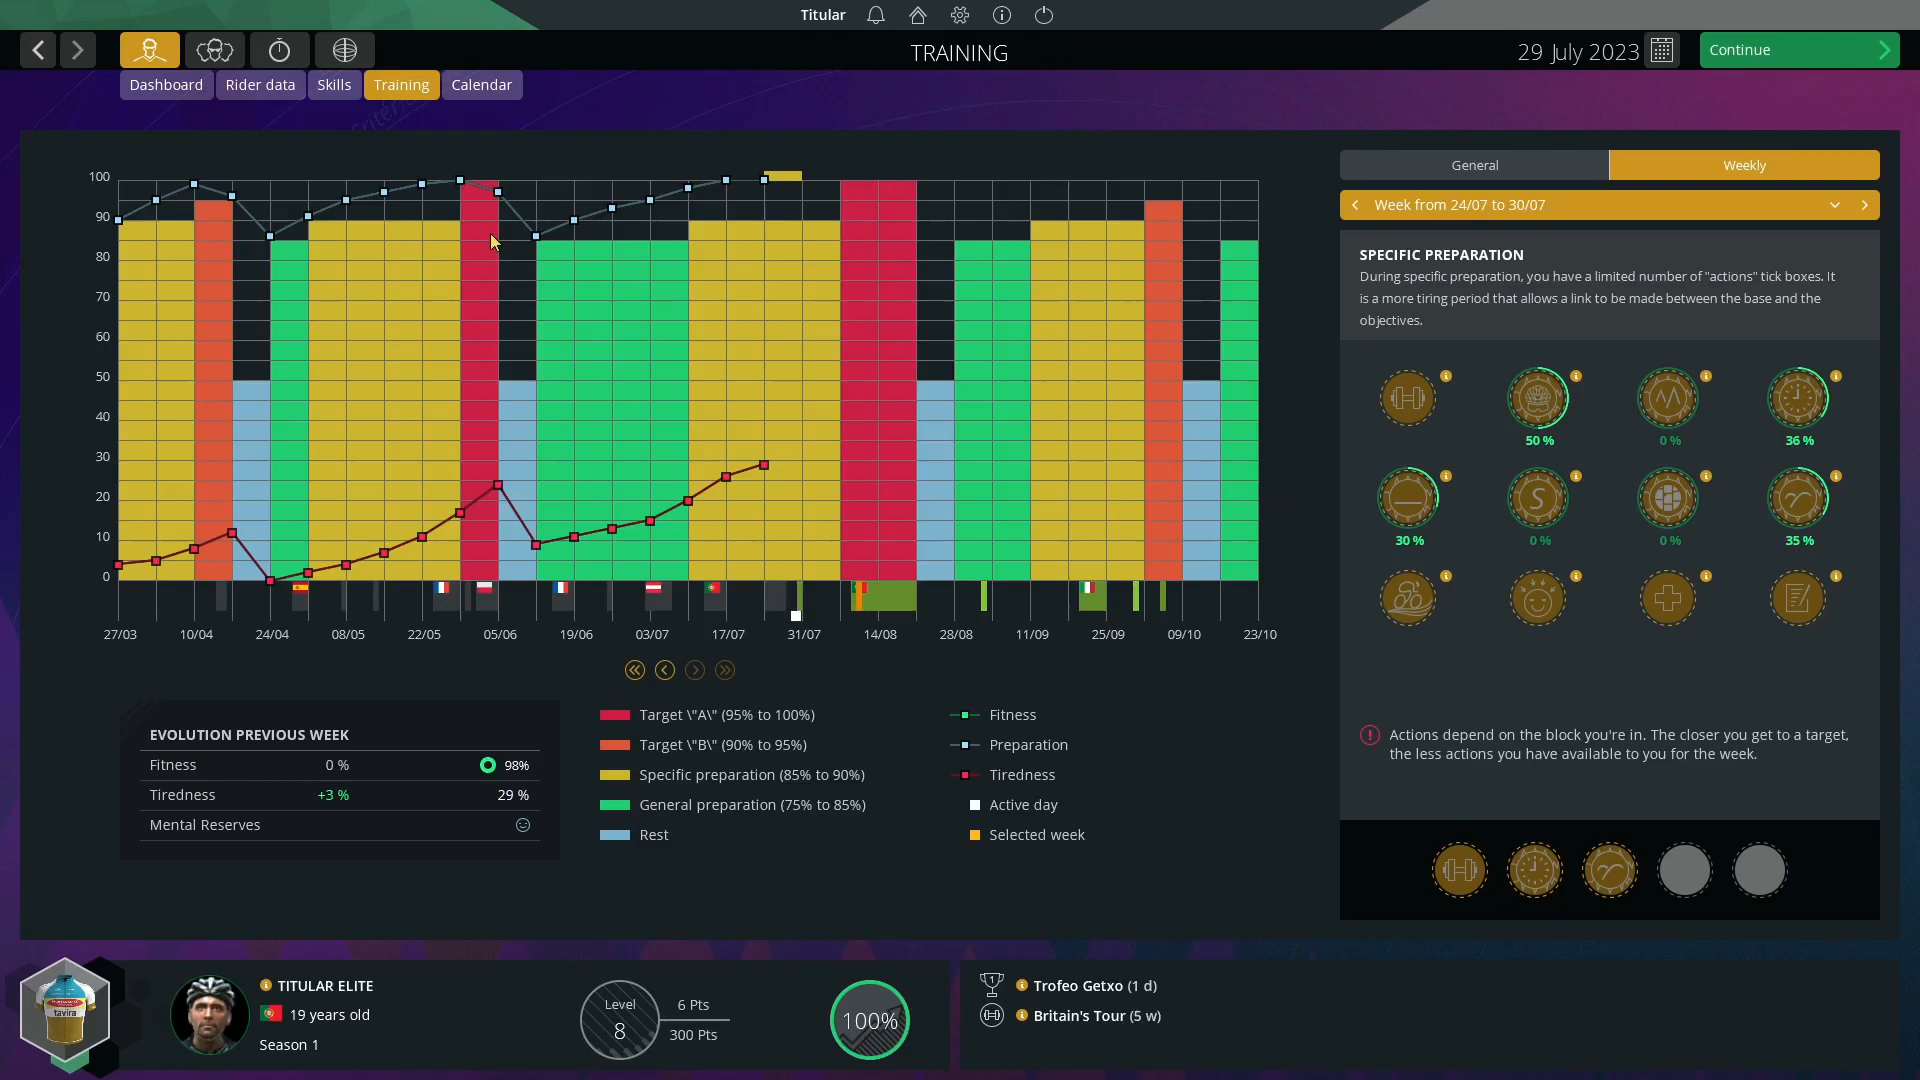 Titular
TRAINING
29 July 2023
Continue
Dashboard
Rider data
Skills
Training
Calendar
100
90
80
70
60
50
40
30
20
10
0
27/03
10/04
24/04
08/05
22/05
05/06
19/06
03/07
17/07
31/07
14/08
28/08
11/09
25/09
09/10
23/10
General
Weekly
Week from 24/07 to 30/07
SPECIFIC PREPARATION
During specific preparation, you have a limited number of "actions" tick boxes. It
is a more tiring period that allows a link to be made between the base and the
objectives.
50 %
0 %
36 %
30 %
0 %
0 %
35 %
Actions depend on the block you're in. The closer you get to a target,
the less actions you have available to you for the week.
EVOLUTION PREVIOUS WEEK
Fitness 0 % 98%
Tiredness +3 % 29 %
Mental Reserves
Target \"A\" (95% to 100%)
Target \"B\" (90% to 95%)
Specific preparation (85% to 90%)
General preparation (75% to 85%)
Rest
Fitness
Preparation
Tiredness
Active day
Selected week
tavira
TITULAR ELITE
19 years old
Season 1
Level
8
6 Pts
300 Pts
100%
Trofeo Getxo (1 d)
Britain's Tour (5 w)